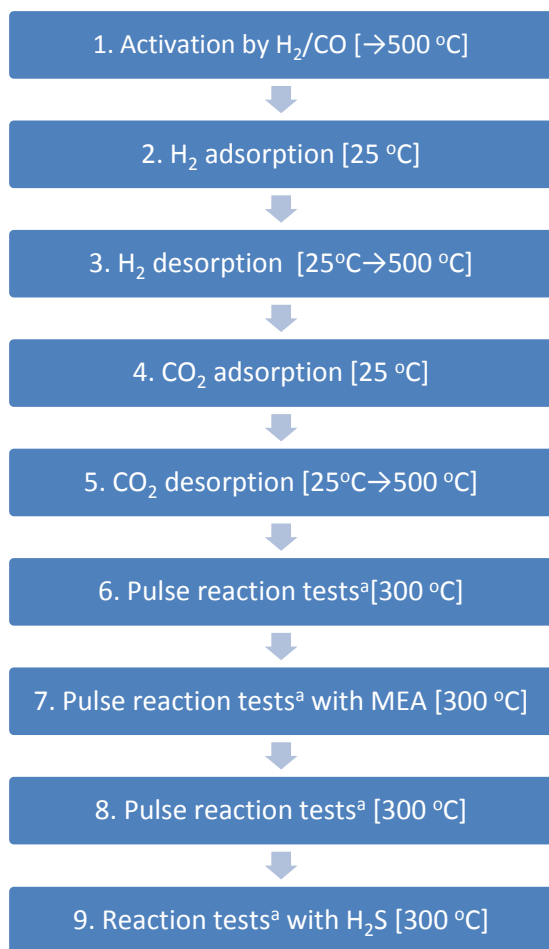 1. Activation by H₂/CO [→500 °C]
2. H₂ adsorption [25 °C]
3. H₂ desorption [25°C→500 °C]
4. CO₂ adsorption [25 °C]
5. CO₂ desorption [25°C→500 °C]
6. Pulse reaction testsᵃ[300 °C]
7. Pulse reaction testsᵃ with MEA [300 °C]
8. Pulse reaction testsᵃ [300 °C]
9. Reaction testsᵃ with H₂S [300 °C]